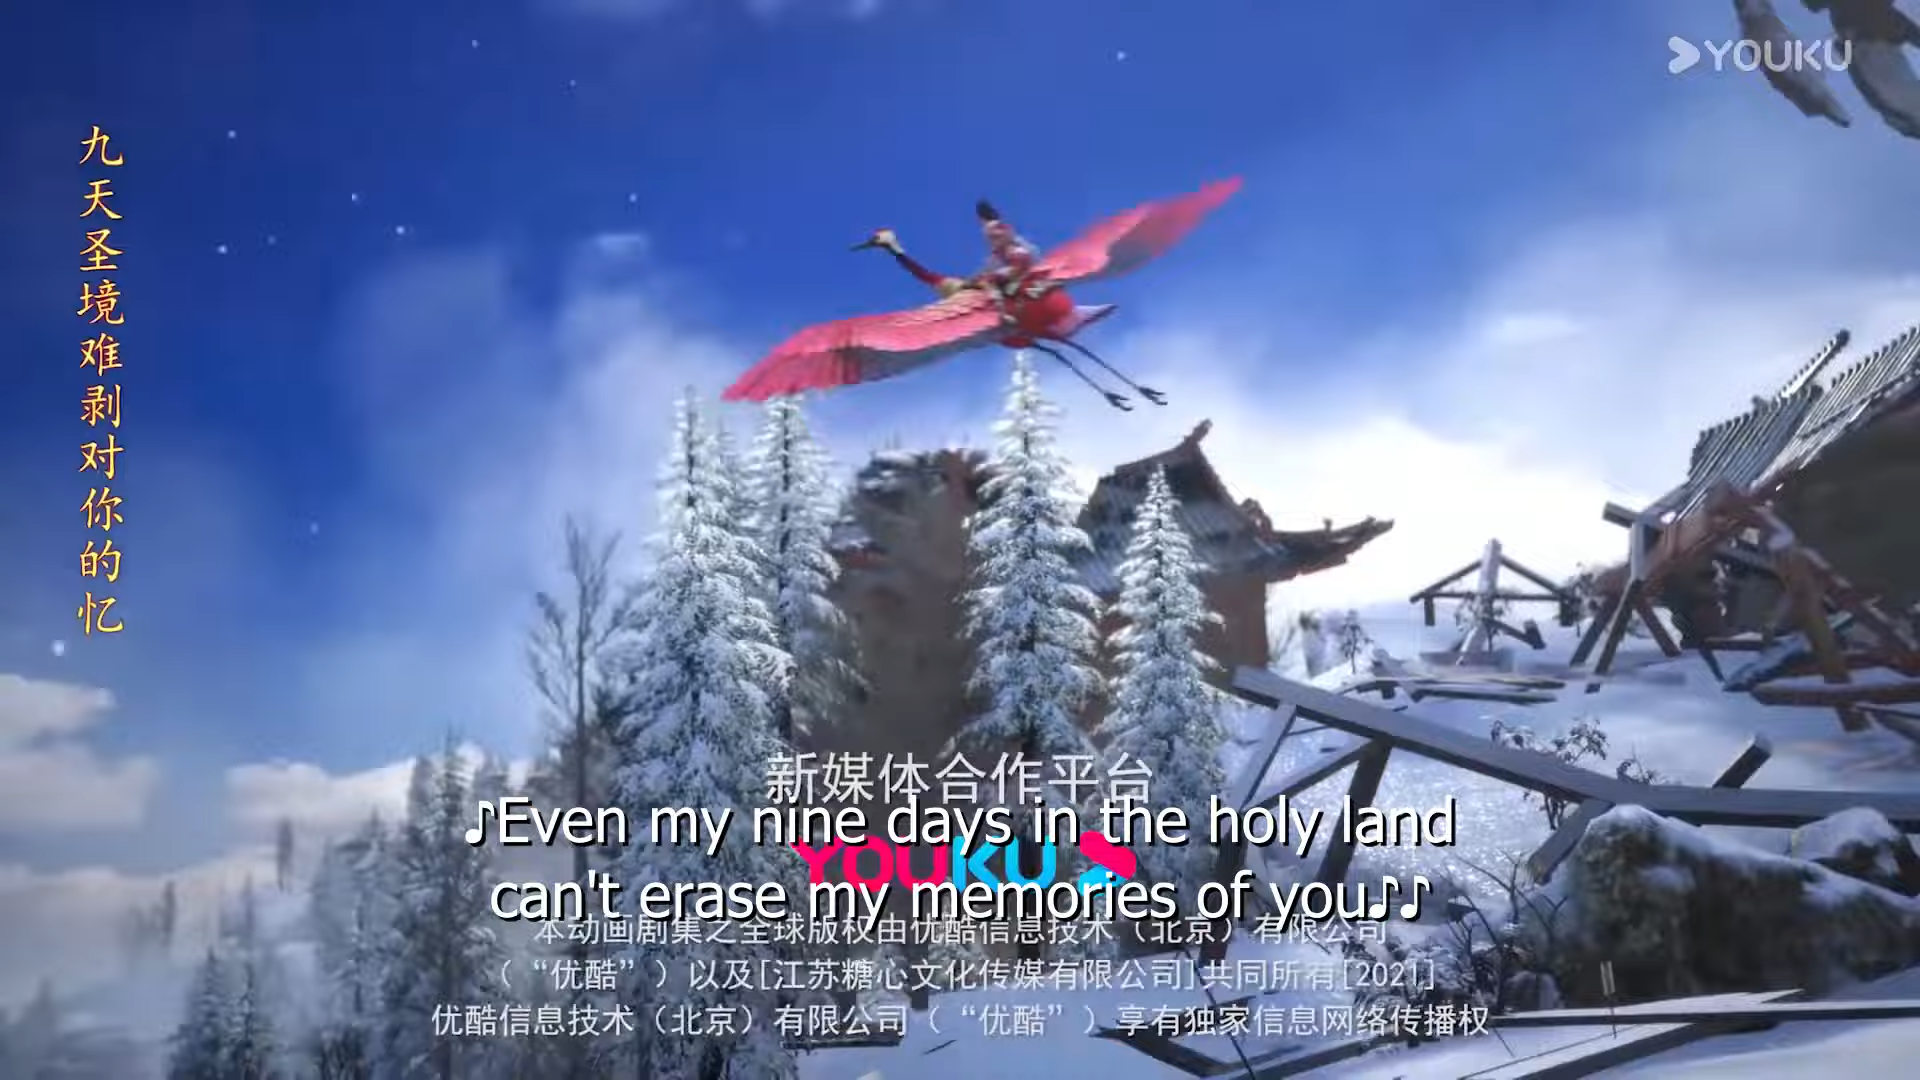 YOUKU
九天圣境难剥对你的忆
新媒体合作平台
♪Even my nine days in the holy land
YOUKU
can't erase my memories of you♪♪
本动画剧集之全球版权由优酷信息技术（北京）有限公司
（“优酷”）以及[江苏糖心文化传媒有限公司]共同所有[2021]
优酷信息技术（北京）有限公司（“优酷”）享有独家信息网络传播权